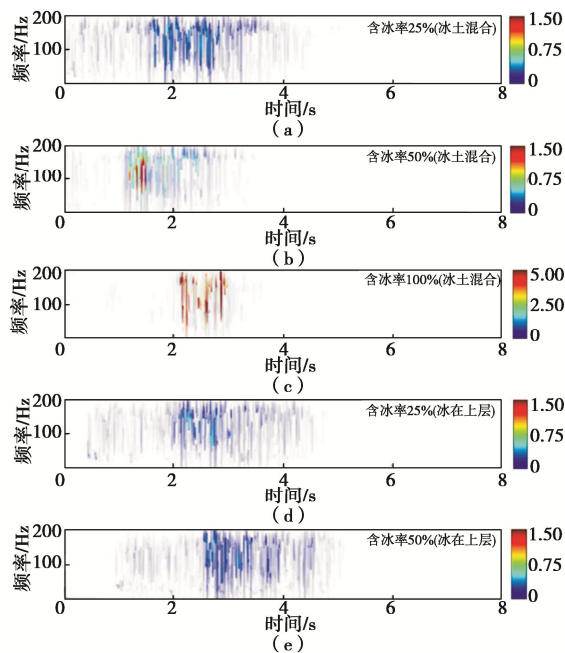 200
100
频率/Hz
含冰率25%(冰土混合)
1.50
0.75
0
0 2 4 6 8
时间/s
(a)
200
100
频率/Hz
含冰率50%(冰土混合)
1.50
0.75
0
0 2 4 6 8
时间/s
(b)
200
100
频率/Hz
含冰率100%(冰土混合)
5.00
2.50
0
0 2 4 6 8
时间/s
(c)
200
100
频率/Hz
含冰率25%(冰在上层)
1.50
0.75
0
0 2 4 6 8
时间/s
(d)
200
100
频率/Hz
含冰率50%(冰在上层)
1.50
0.75
0
0 2 4 6 8
时间/s
(e)